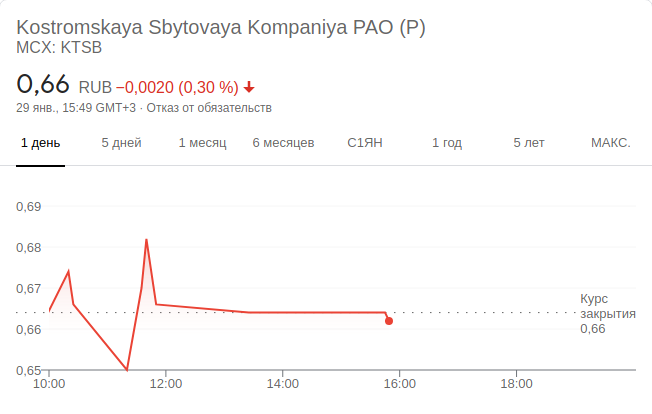 Kostromskaya Sbytovaya Kompaniya PAO (P)
MCX: KTSB
0,66 RUB −0,0020 (0,30 %)
29 янв., 15:49 GMT+3 · Отказ от обязательств
1 день 5 дней 1 месяц 6 месяцев С1ЯН 1 год 5 лет МАКС.
0,69
0,68
0,67
Курс
закрытия
0,66
0,66
0,65
10:00 12:00 14:00 16:00 18:00